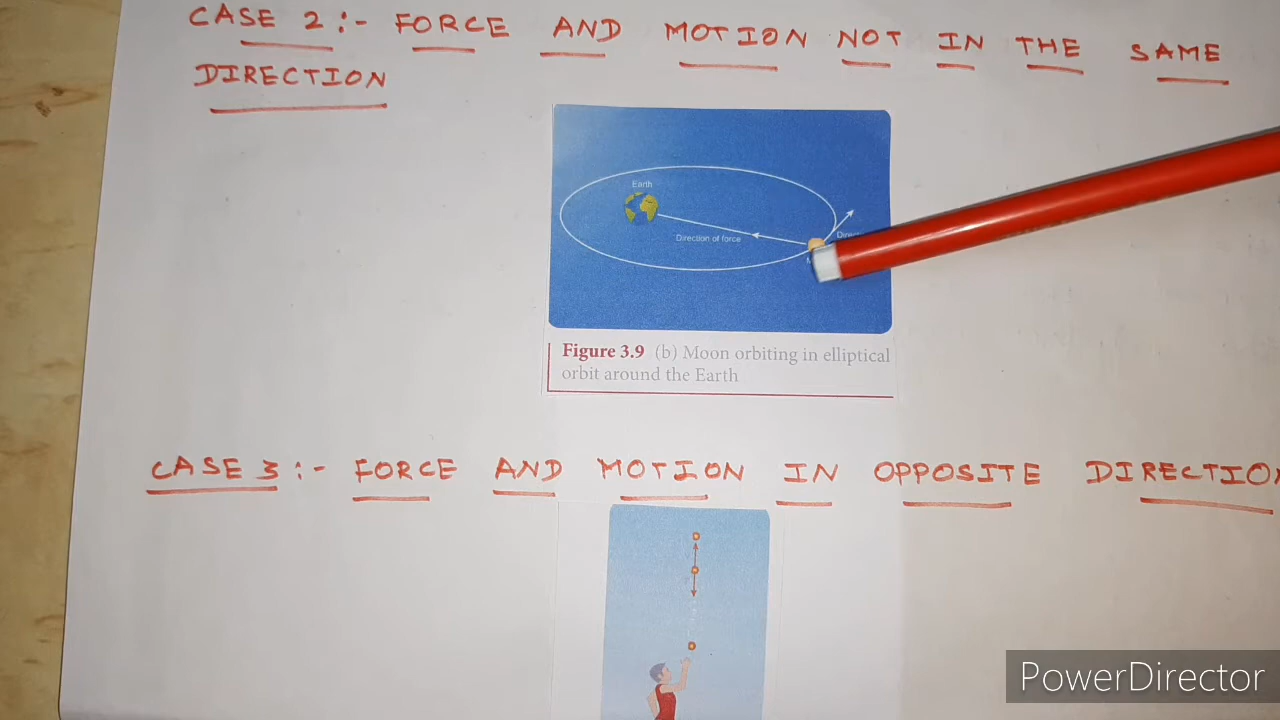 CASE 2:- FORCE AND MOTION NOT IN THE SAME
DIRECTION
Earth
Direction of force
Figure 3.9 (b) Moon orbiting in elliptical
orbit around the Earth
CASE 3:- FORCE AND MOTION IN OPPOSITE DIRECTION
PowerDirector